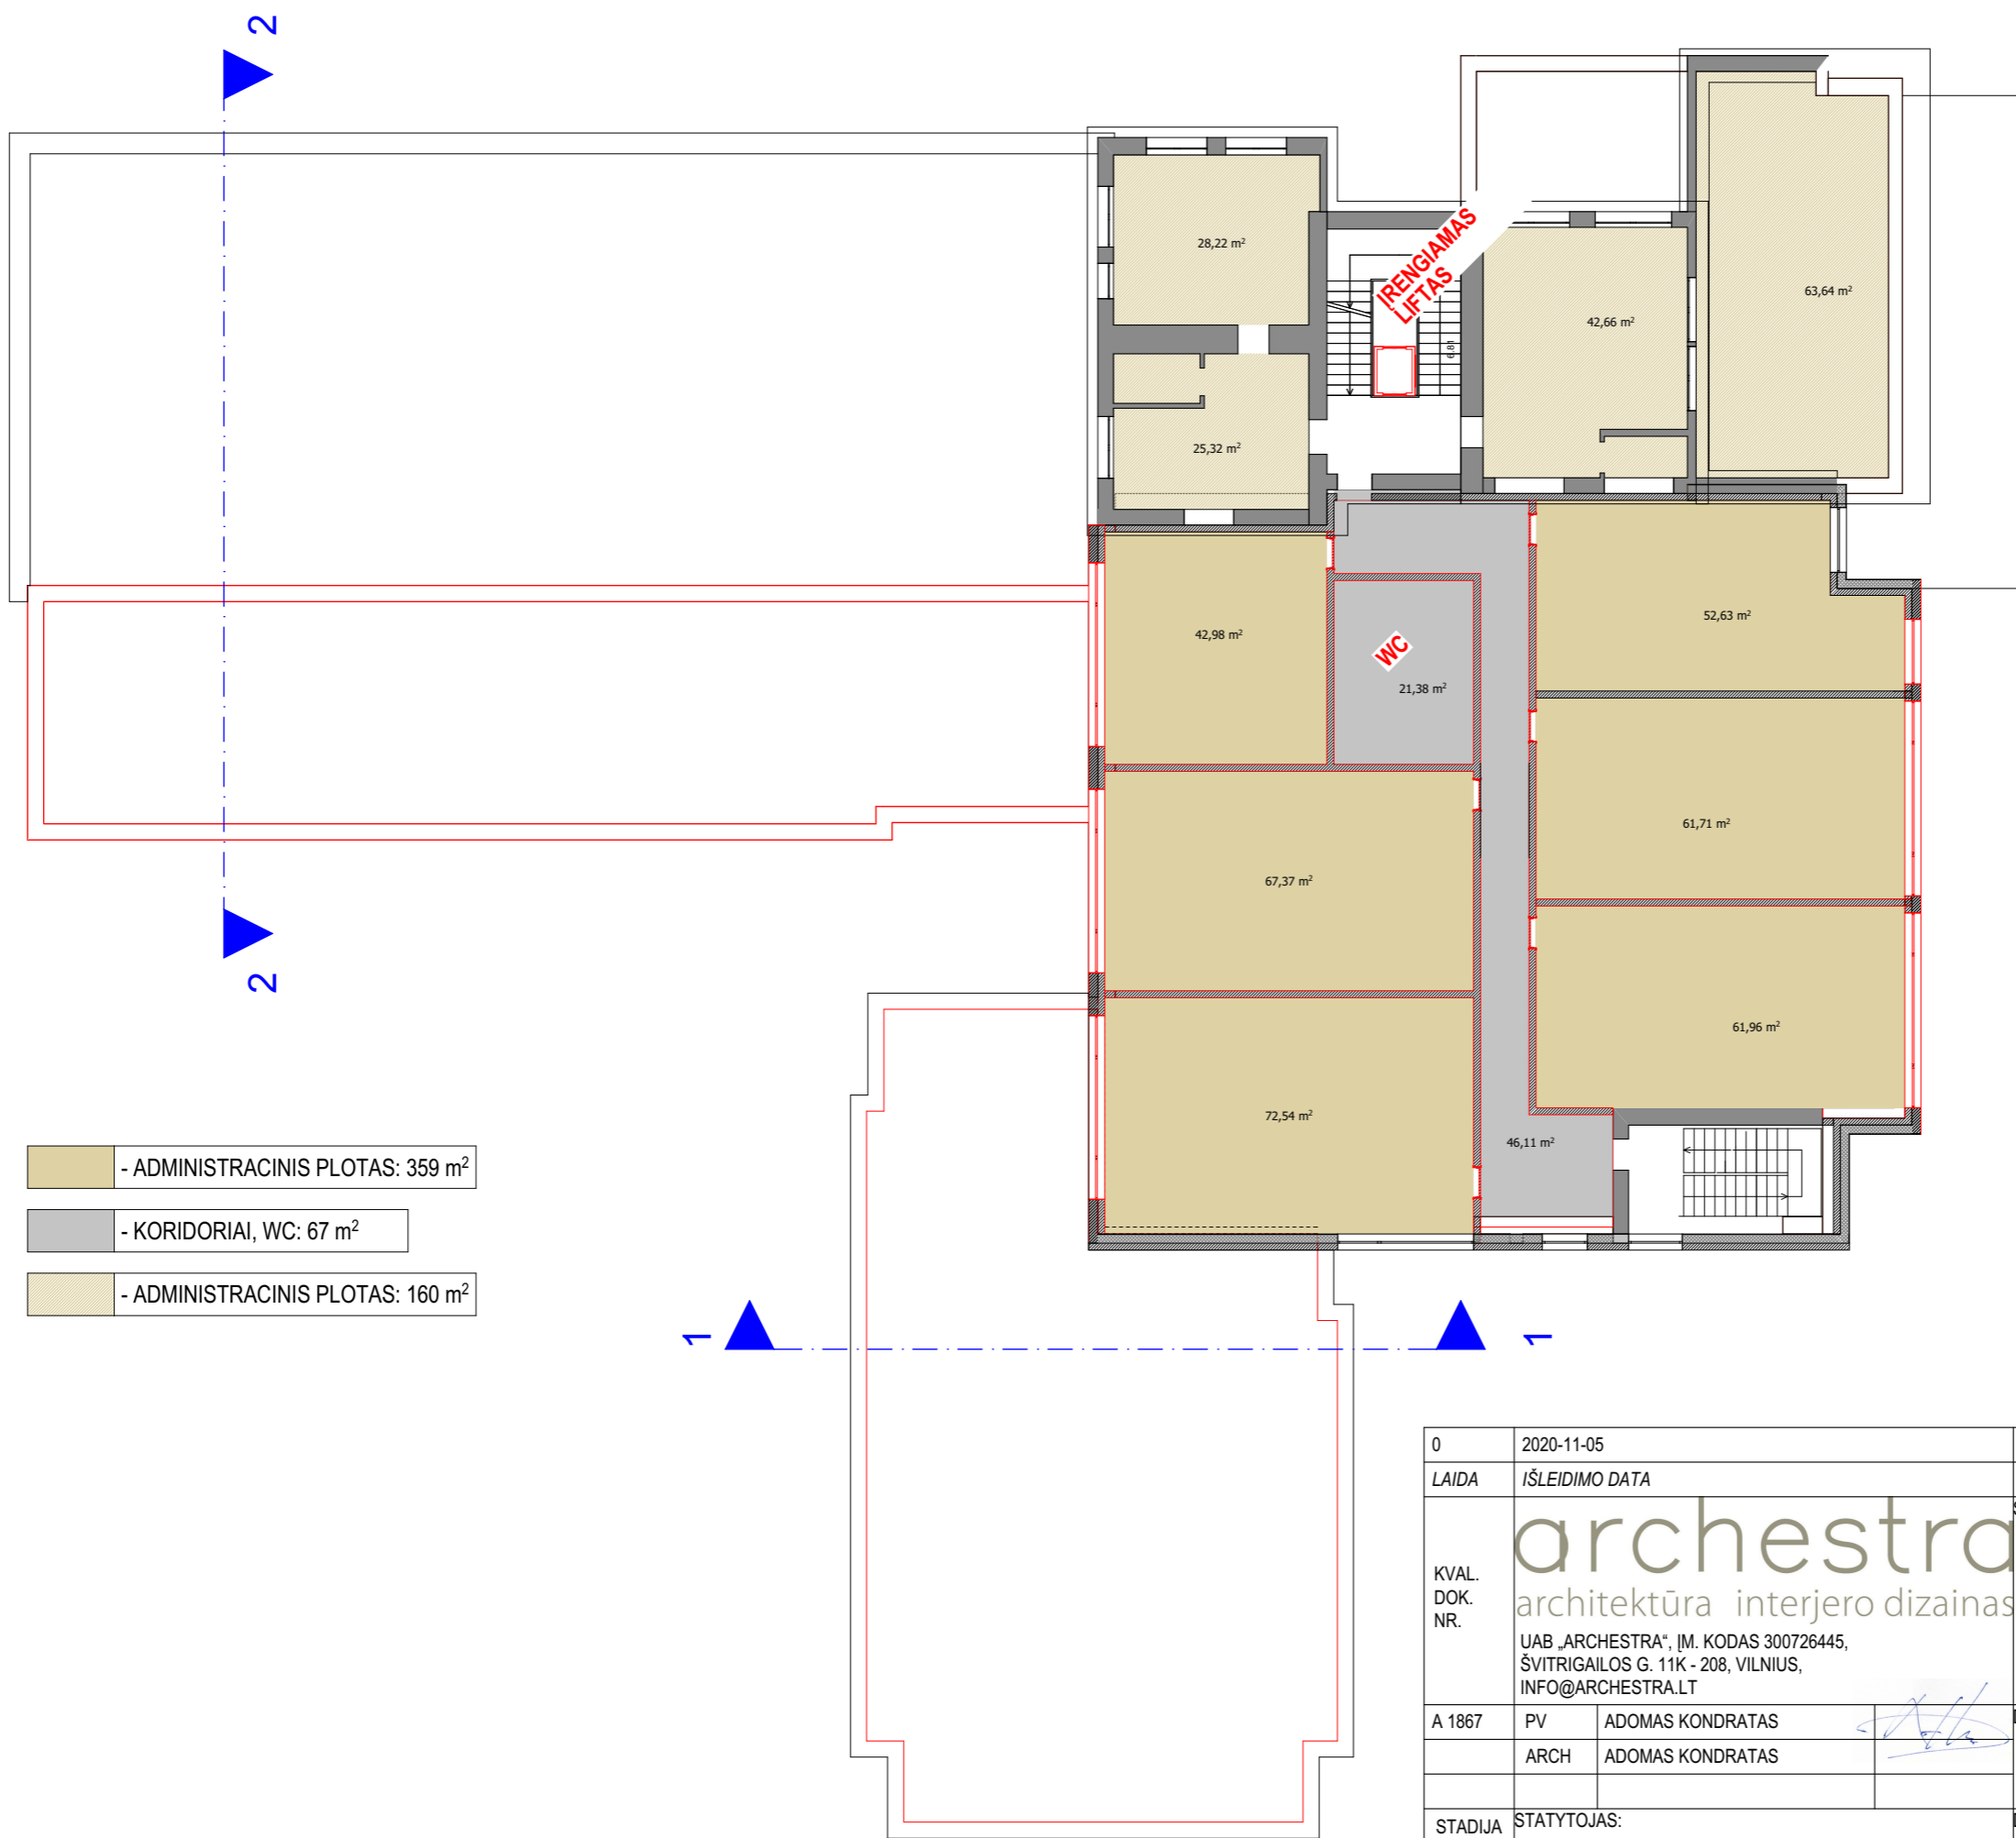 2
28,22 m²
ĮRENGIAMAS
LIFTAS
6.81
42,66 m²
63,64 m²
25,32 m²
42,98 m²
WC
21,38 m²
52,63 m²
61,71 m²
67,37 m²
2
61,96 m²
72,54 m²
46,11 m²
- ADMINISTRACINIS PLOTAS: 359 m²
- KORIDORIAI, WC: 67 m²
- ADMINISTRACINIS PLOTAS: 160 m²
1
1
0 2020-11-05
LAIDA IŠLEIDIMO DATA
KVAL.
DOK.
NR.
archestra
architektūra interjero dizainas
UAB „ARCHESTRA“, ĮM. KODAS 300726445,
ŠVITRIGAILOS G. 11K - 208, VILNIUS,
INFO@ARCHESTRA.LT
A 1867 PV ADOMAS KONDRATAS
ARCH ADOMAS KONDRATAS
STADIJA STATYTOJAS: